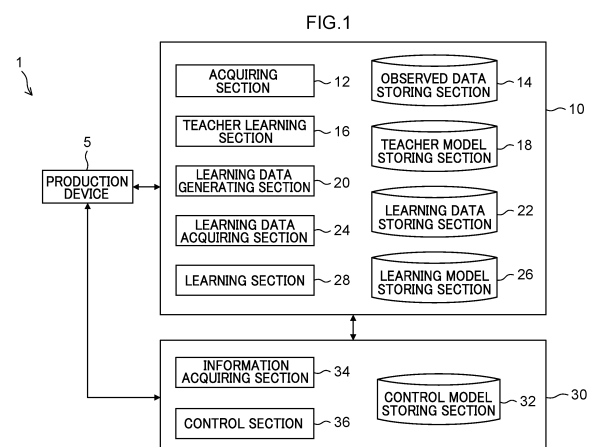 FIG.1
1
5
PRODUCTION
DEVICE
10
ACQUIRING
SECTION
12
OBSERVED DATA
STORING SECTION
14
TEACHER LEARNING
SECTION
16
TEACHER MODEL
STORING SECTION
18
LEARNING DATA
GENERATING SECTION
20
LEARNING DATA
STORING SECTION
22
LEARNING DATA
ACQUIRING SECTION
24
LEARNING MODEL
STORING SECTION
26
LEARNING SECTION
28
30
INFORMATION
ACQUIRING SECTION
34
CONTROL MODEL
STORING SECTION
32
CONTROL SECTION
36